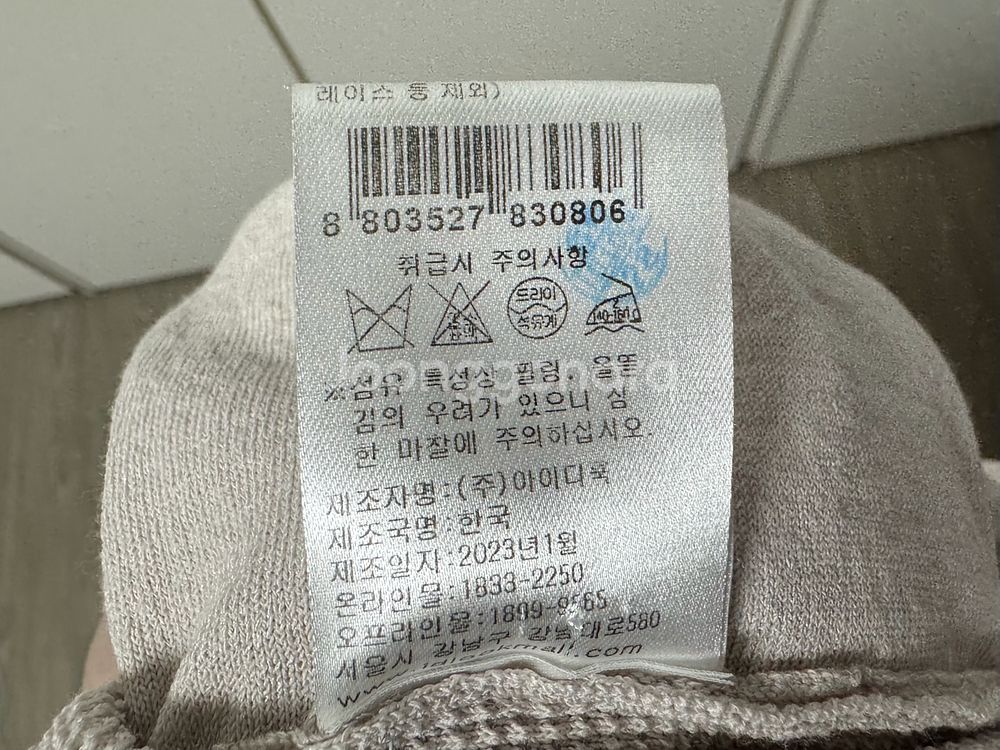 레이스 등 제외)
8 803527 830806
취급시 주의사항
드라이
석유계
140-160℃
※섬유 특성상 필링, 올뜯
김의 우려가 있으니 심
한 마찰에 주의하십시오.
제조자명:(주)아이디룩
제조국명:한국
제조일자:2023년1월
온라인몰:1833-2250
오프라인몰:1899-9565
서울시 강남구 강남대로580